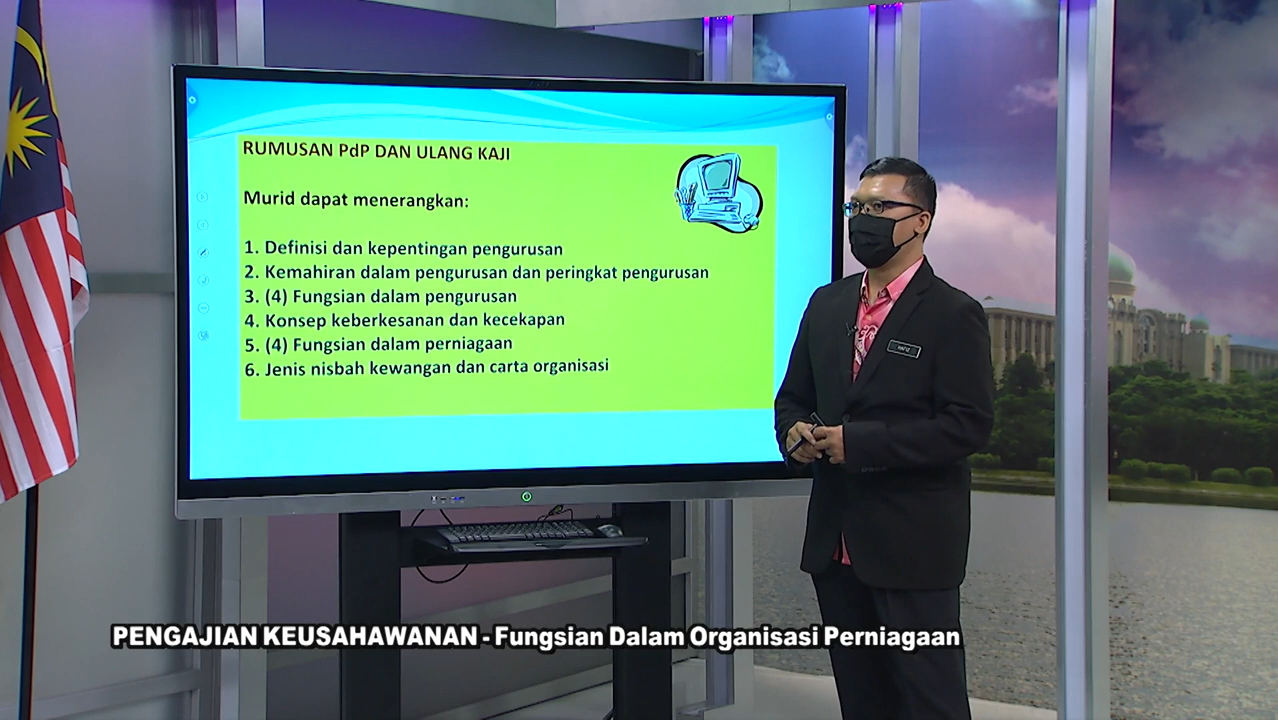 RUMUSAN PdP DAN ULANG KAJI
Murid dapat menerangkan:
1. Definisi dan kepentingan pengurusan
2. Kemahiran dalam pengurusan dan peringkat pengurusan
3. (4) Fungsian dalam pengurusan
4. Konsep keberkesanan dan kecekapan
5. (4) Fungsian dalam perniagaan
6. Jenis nisbah kewangan dan carta organisasi
HAFIZ
PENGAJIAN KEUSAHAWANAN - Fungsian Dalam Organisasi Perniagaan